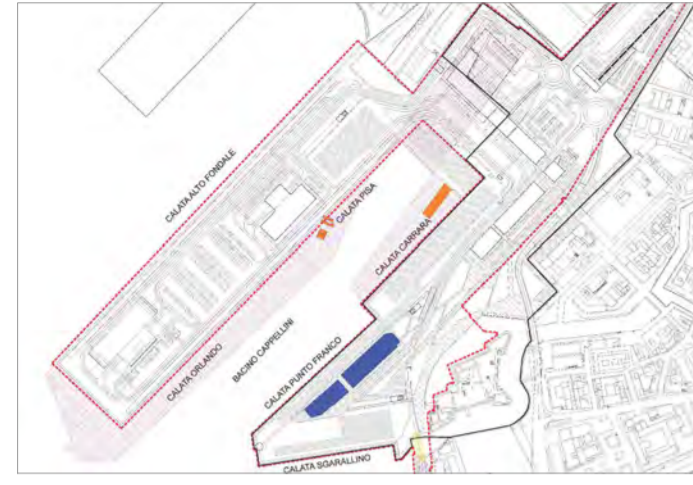 CALATA ALTO FONDALE
CALATA PISA
CALATA CARRARA
BACINO CAPPELLINI
CALATA ORLANDO
CALATA PUNTO FRANCO
CALATA SGARALLINO